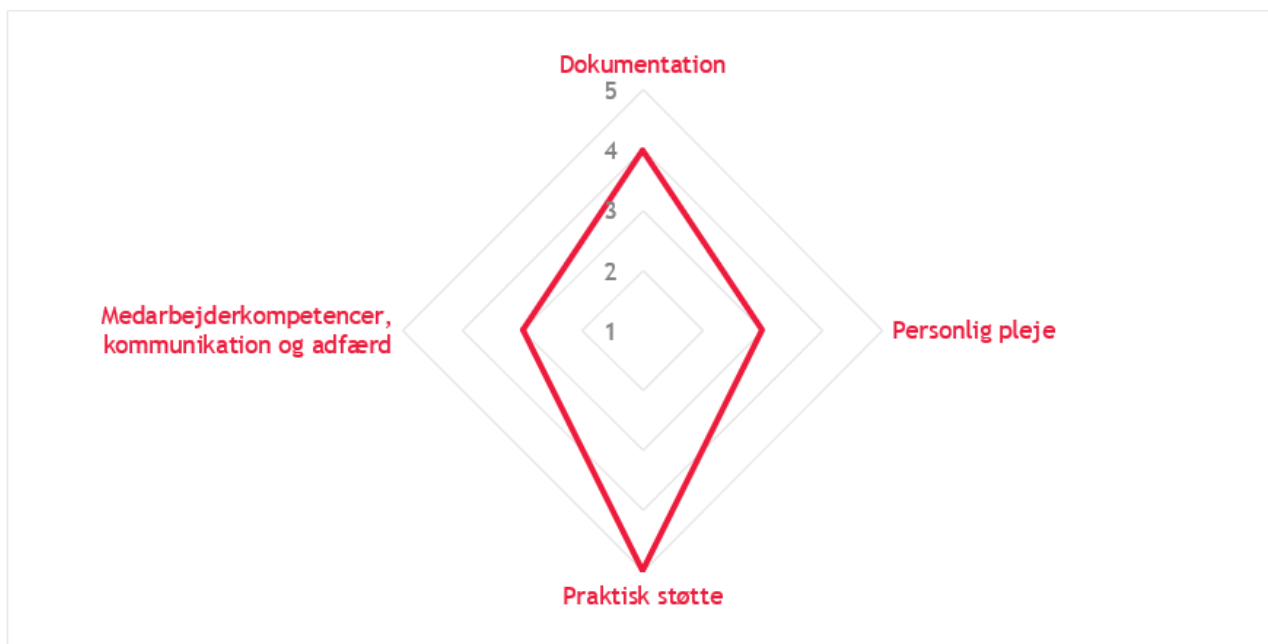 Dokumentation
5
4
3
2
1
Medarbejderkompetencer,
kommunikation og adfærd
Personlig pleje
Praktisk støtte